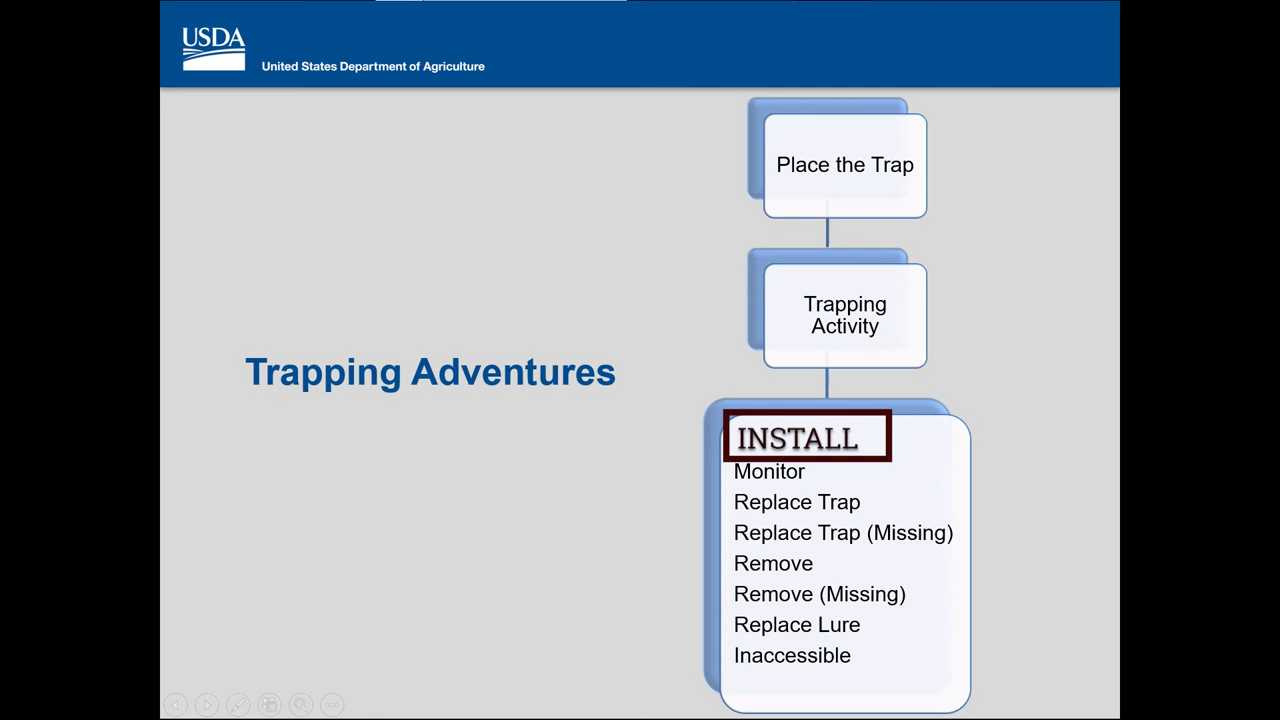 USDA
United States Department of Agriculture
Trapping Adventures
Place the Trap
Trapping
Activity
INSTALL
Monitor
Replace Trap
Replace Trap (Missing)
Remove
Remove (Missing)
Replace Lure
Inaccessible